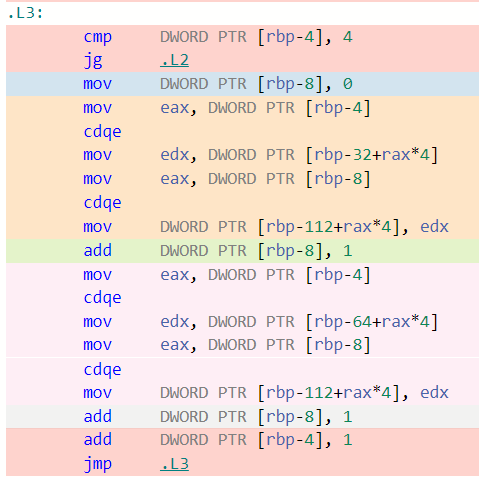 .L3:
cmp DWORD PTR [rbp-4], 4
jg .L2
mov DWORD PTR [rbp-8], 0
mov eax, DWORD PTR [rbp-4]
cdqe
mov edx, DWORD PTR [rbp-32+rax*4]
mov eax, DWORD PTR [rbp-8]
cdqe
mov DWORD PTR [rbp-112+rax*4], edx
add DWORD PTR [rbp-8], 1
mov eax, DWORD PTR [rbp-4]
cdqe
mov edx, DWORD PTR [rbp-64+rax*4]
mov eax, DWORD PTR [rbp-8]
cdqe
mov DWORD PTR [rbp-112+rax*4], edx
add DWORD PTR [rbp-8], 1
add DWORD PTR [rbp-4], 1
jmp .L3